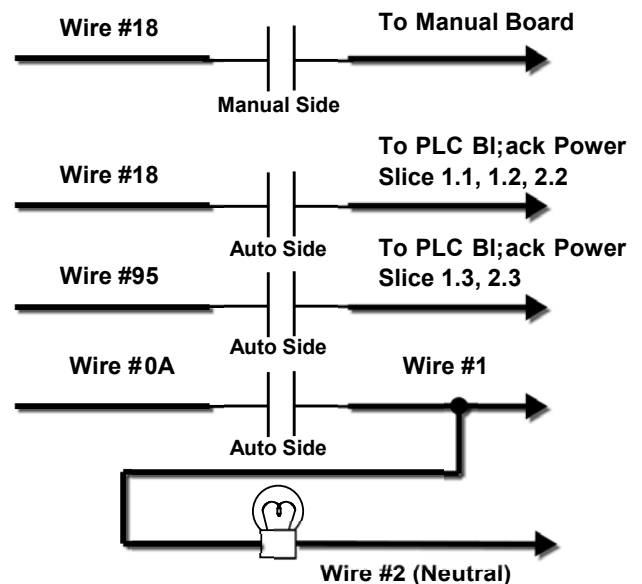 Wire #18
To Manual Board
Manual Side
Wire #18
To PLC Bl;ack Power
Slice 1.1, 1.2, 2.2
Auto Side
Wire #95
To PLC Bl;ack Power
Slice 1.3, 2.3
Auto Side
Wire #0A
Wire #1
Auto Side
Wire #2 (Neutral)